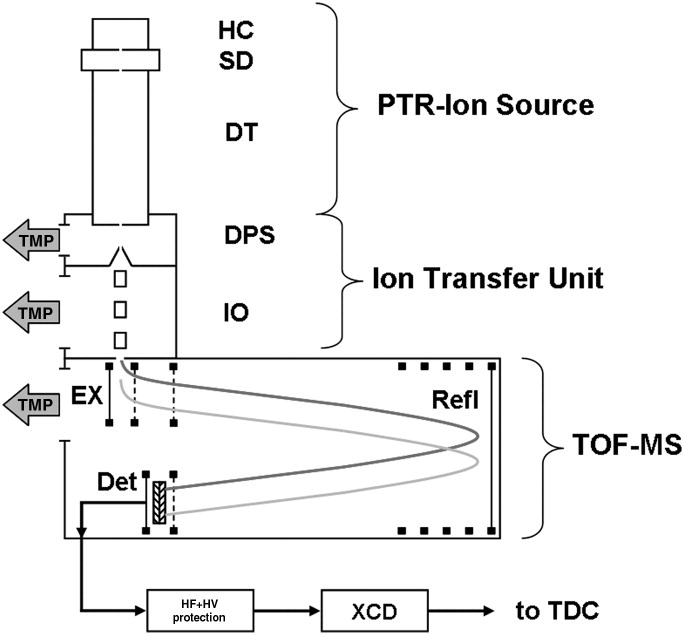 HC
SD
PTR-Ion Source
DT
DPS
TMP
Ion Transfer Unit
IO
TMP
EX
Refl
TMP
TOF-MS
Det
HF+HV
protection
XCD
to TDC